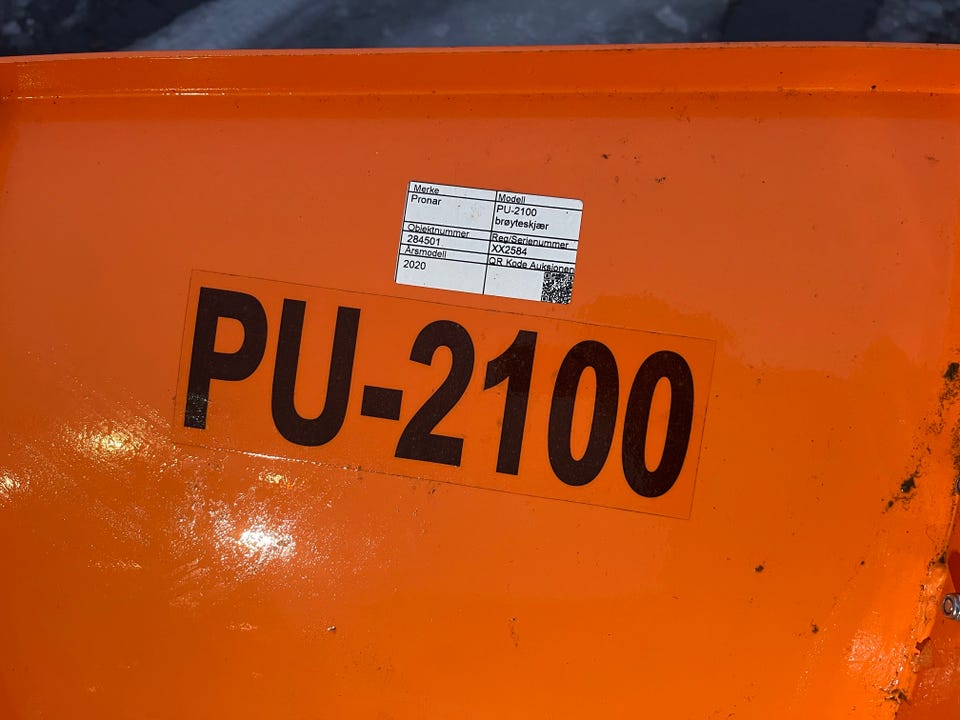 Merke
Pronar
Modell
PU-2100
brøyteskjær
Objektnummer
284501
Reg/Serienummer
XX2584
Årsmodell
2020
QR Kode Auksjonen
PU-2100